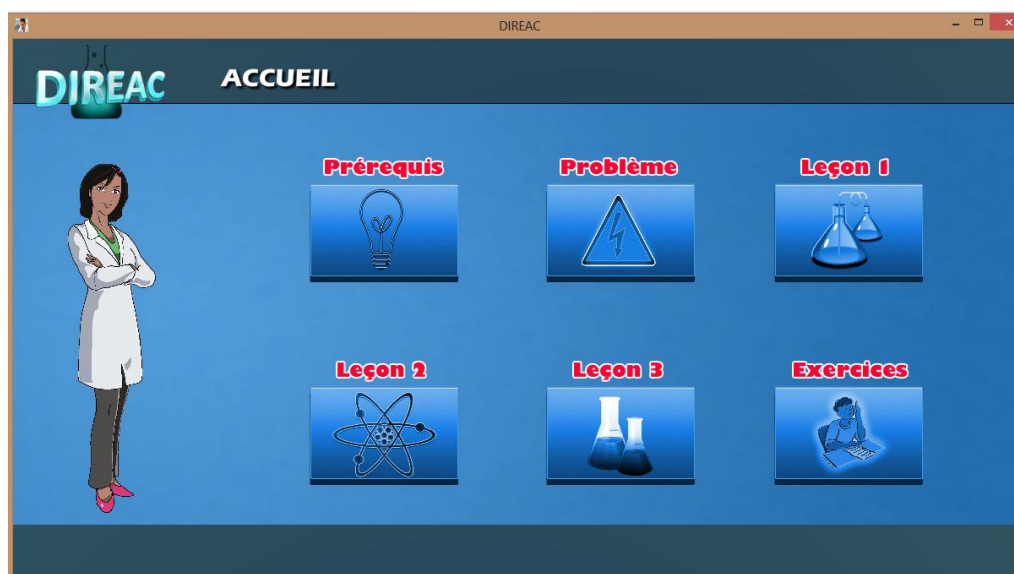 DIREAC
DIREAC
ACCUEIL
Prérequis
Problème
Leçon 1
Leçon 2
Leçon 3
Exercices